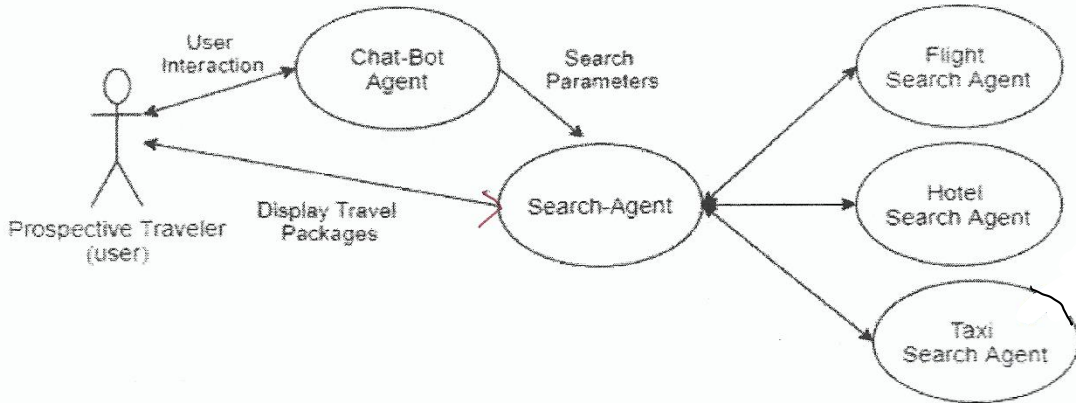 User
Interaction
Chat-Bot
Agent
Search
Parameters
Flight
Search Agent
Prospective Traveler
(user)
Display Travel
Packages
Search-Agent
Hotel
Search Agent
Taxi
Search Agent